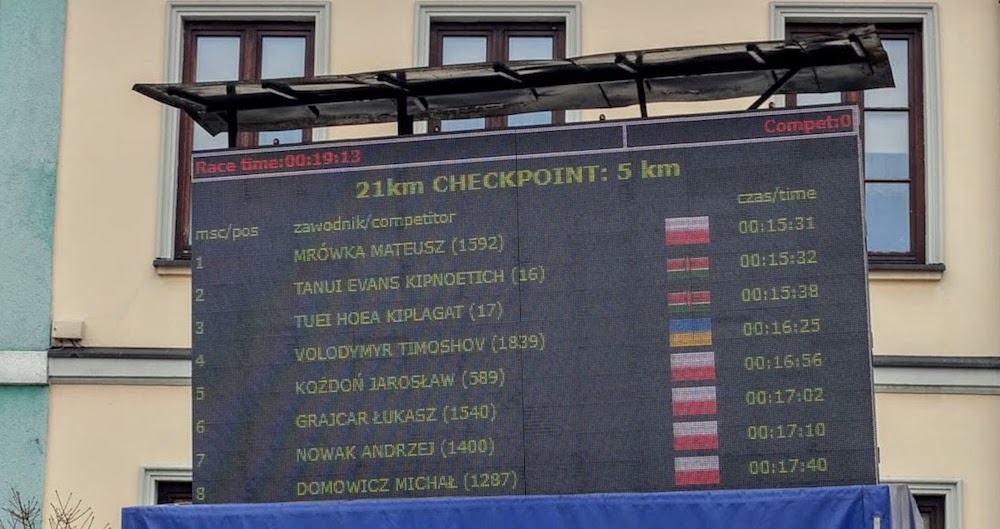 Race time:00:19:13 Compet:0
21km CHECKPOINT: 5 km
msc/pos zawodnik/competitor czas/time
1 MRÓWKA MATEUSZ (1592) 00:15:31
2 TANUI EVANS KIPNOETICH (16) 00:15:32
3 TUEI HOEA KIPLAGAT (17) 00:15:38
4 VOLODYMYR TIMOSHOV (1839) 00:16:25
5 KOŻDOŃ JAROSŁAW (589) 00:16:56
6 GRAJCAR ŁUKASZ (1540) 00:17:02
7 NOWAK ANDRZEJ (1400) 00:17:10
8 DOMOWICZ MICHAŁ (1287) 00:17:40